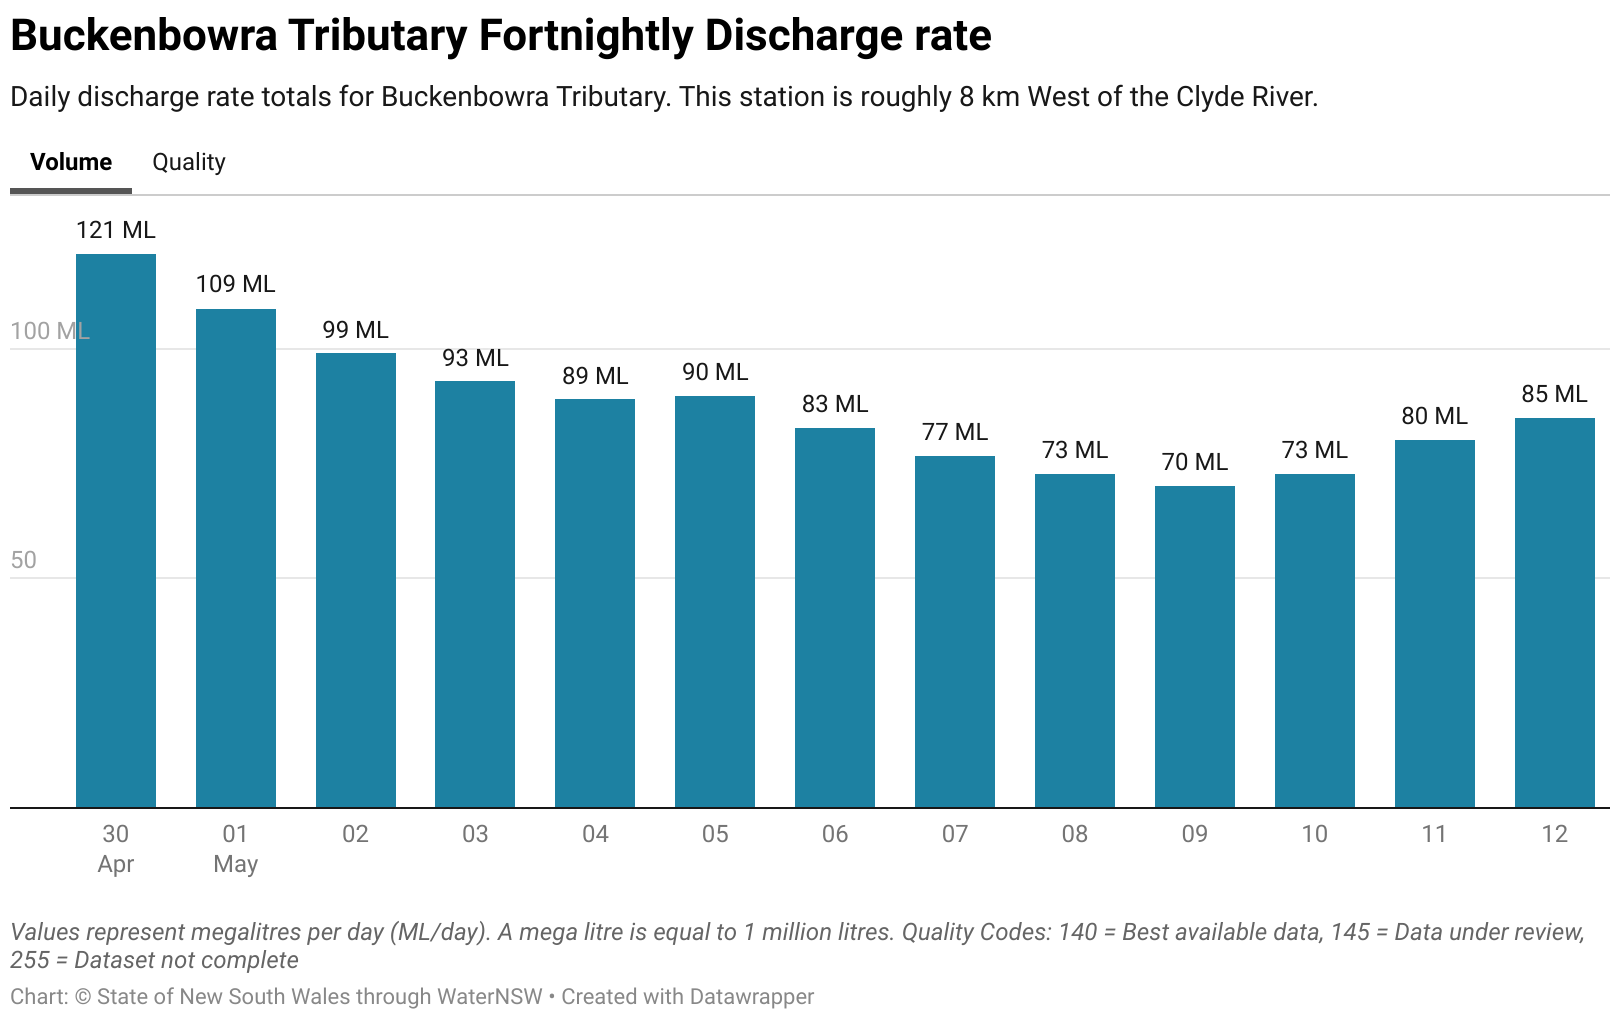 Buckenbowra Tributary Fortnightly Discharge rate
Daily discharge rate totals for Buckenbowra Tributary. This station is roughly 8 km West of the Clyde River.
Volume Quality
121 ML
109 ML
100 ML
99 ML
93 ML
89 ML
90 ML
83 ML
77 ML
73 ML
70 ML
73 ML
80 ML
85 ML
50
30 01 02 03 04 05 06 07 08 09 10 11 12
Apr May
Values represent megalitres per day (ML/day). A mega litre is equal to 1 million litres. Quality Codes: 140 = Best available data, 145 = Data under review,
255 = Dataset not complete
Chart: © State of New South Wales through WaterNSW • Created with Datawrapper